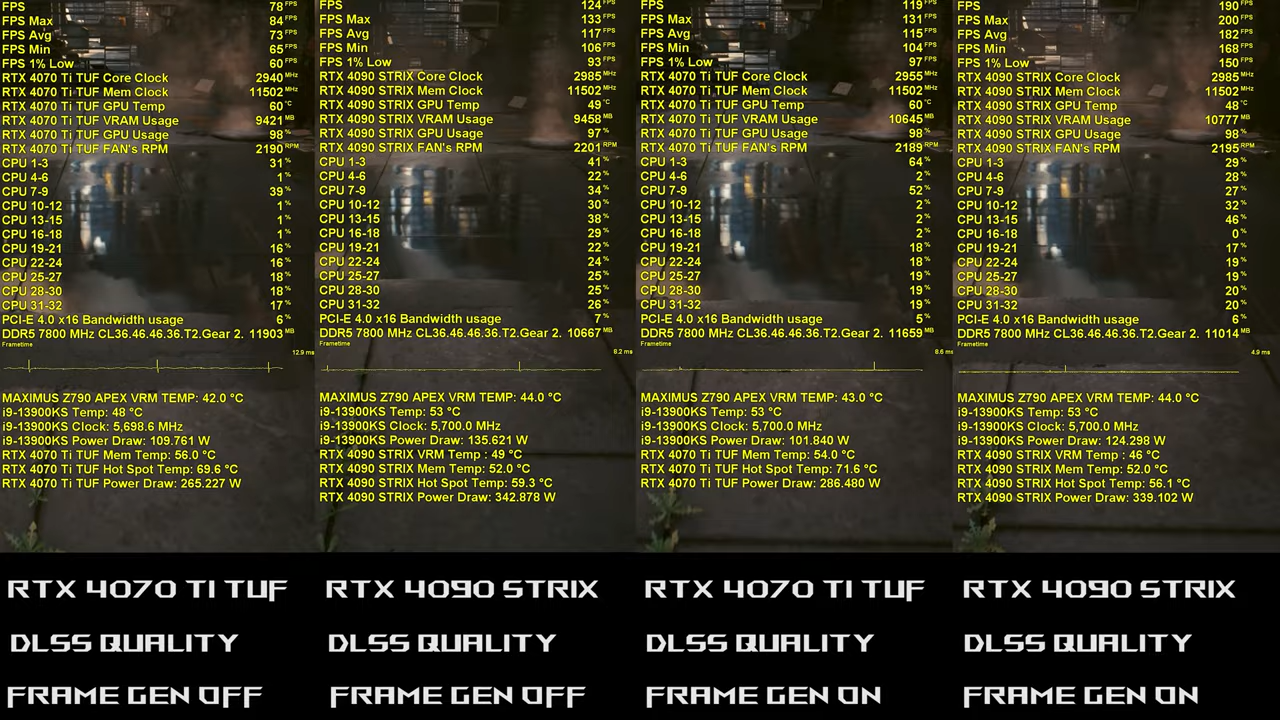 FPS 78 FPS
FPS Max 84 FPS
FPS Avg 73 FPS
FPS Min 65 FPS
FPS 1% Low 60 FPS
RTX 4070 Ti TUF Core Clock 2940 MHz
RTX 4070 Ti TUF Mem Clock 11502 MHz
RTX 4070 Ti TUF GPU Temp 60 °C
RTX 4070 Ti TUF VRAM Usage 9421 MB
RTX 4070 Ti TUF GPU Usage 98 %
RTX 4070 Ti TUF FAN's RPM 2190 RPM
CPU 1-3 31 %
CPU 4-6 1 %
CPU 7-9 39 %
CPU 10-12 1 %
CPU 13-15 1 %
CPU 16-18 1 %
CPU 19-21 16 %
CPU 22-24 16 %
CPU 25-27 18 %
CPU 28-30 18 %
CPU 31-32 17 %
PCI-E 4.0 x16 Bandwidth usage 6 %
DDR5 7800 MHz CL36.46.46.36.T2.Gear 2. 11903 MB
Frametime
12.9 ms
MAXIMUS Z790 APEX VRM TEMP: 42.0 °C
i9-13900KS Temp: 48 °C
i9-13900KS Clock: 5,698.6 MHz
i9-13900KS Power Draw: 109.761 W
RTX 4070 Ti TUF Mem Temp: 56.0 °C
RTX 4070 Ti TUF Hot Spot Temp: 69.6 °C
RTX 4070 Ti TUF Power Draw: 265.227 W
RTX 4070 TI TUF
DLSS QUALITY
FRAME GEN OFF
FPS 124 FPS
FPS Max 133 FPS
FPS Avg 117 FPS
FPS Min 106 FPS
FPS 1% Low 93 FPS
RTX 4090 STRIX Core Clock 2985 MHz
RTX 4090 STRIX Mem Clock 11502 MHz
RTX 4090 STRIX GPU Temp 49 °C
RTX 4090 STRIX VRAM Usage 9458 MB
RTX 4090 STRIX GPU Usage 97 %
RTX 4090 STRIX FAN's RPM 2201 RPM
CPU 1-3 41 %
CPU 4-6 22 %
CPU 7-9 34 %
CPU 10-12 30 %
CPU 13-15 38 %
CPU 16-18 29 %
CPU 19-21 22 %
CPU 22-24 24 %
CPU 25-27 25 %
CPU 28-30 25 %
CPU 31-32 26 %
PCI-E 4.0 x16 Bandwidth usage 7 %
DDR5 7800 MHz CL36.46.46.36.T2.Gear 2. 10667 MB
Frametime
8.2 ms
MAXIMUS Z790 APEX VRM TEMP: 44.0 °C
i9-13900KS Temp: 53 °C
i9-13900KS Clock: 5,700.0 MHz
i9-13900KS Power Draw: 135.621 W
RTX 4090 STRIX VRM Temp : 49 °C
RTX 4090 STRIX Mem Temp: 52.0 °C
RTX 4090 STRIX Hot Spot Temp: 59.3 °C
RTX 4090 STRIX Power Draw: 342.878 W
RTX 4090 STRIX
DLSS QUALITY
FRAME GEN OFF
FPS 119 FPS
FPS Max 131 FPS
FPS Avg 115 FPS
FPS Min 104 FPS
FPS 1% Low 97 FPS
RTX 4070 Ti TUF Core Clock 2955 MHz
RTX 4070 Ti TUF Mem Clock 11502 MHz
RTX 4070 Ti TUF GPU Temp 60 °C
RTX 4070 Ti TUF VRAM Usage 10645 MB
RTX 4070 Ti TUF GPU Usage 98 %
RTX 4070 Ti TUF FAN's RPM 2189 RPM
CPU 1-3 64 %
CPU 4-6 2 %
CPU 7-9 52 %
CPU 10-12 2 %
CPU 13-15 2 %
CPU 16-18 2 %
CPU 19-21 18 %
CPU 22-24 18 %
CPU 25-27 19 %
CPU 28-30 19 %
CPU 31-32 19 %
PCI-E 4.0 x16 Bandwidth usage 5 %
DDR5 7800 MHz CL36.46.46.36.T2.Gear 2. 11659 MB
Frametime
8.6 ms
MAXIMUS Z790 APEX VRM TEMP: 43.0 °C
i9-13900KS Temp: 53 °C
i9-13900KS Clock: 5,700.0 MHz
i9-13900KS Power Draw: 101.840 W
RTX 4070 Ti TUF Mem Temp: 54.0 °C
RTX 4070 Ti TUF Hot Spot Temp: 71.6 °C
RTX 4070 Ti TUF Power Draw: 286.480 W
RTX 4070 TI TUF
DLSS QUALITY
FRAME GEN ON
FPS 190 FPS
FPS Max 200 FPS
FPS Avg 182 FPS
FPS Min 168 FPS
FPS 1% Low 150 FPS
RTX 4090 STRIX Core Clock 2985 MHz
RTX 4090 STRIX Mem Clock 11502 MHz
RTX 4090 STRIX GPU Temp 48 °C
RTX 4090 STRIX VRAM Usage 10777 MB
RTX 4090 STRIX GPU Usage 98 %
RTX 4090 STRIX FAN's RPM 2195 RPM
CPU 1-3 29 %
CPU 4-6 28 %
CPU 7-9 27 %
CPU 10-12 32 %
CPU 13-15 46 %
CPU 16-18 0 %
CPU 19-21 17 %
CPU 22-24 19 %
CPU 25-27 19 %
CPU 28-30 20 %
CPU 31-32 20 %
PCI-E 4.0 x16 Bandwidth usage 6 %
DDR5 7800 MHz CL36.46.46.36.T2.Gear 2. 11014 MB
Frametime
4.9 ms
MAXIMUS Z790 APEX VRM TEMP: 44.0 °C
i9-13900KS Temp: 53 °C
i9-13900KS Clock: 5,700.0 MHz
i9-13900KS Power Draw: 124.298 W
RTX 4090 STRIX VRM Temp : 46 °C
RTX 4090 STRIX Mem Temp: 52.0 °C
RTX 4090 STRIX Hot Spot Temp: 56.1 °C
RTX 4090 STRIX Power Draw: 339.102 W
RTX 4090 STRIX
DLSS QUALITY
FRAME GEN ON